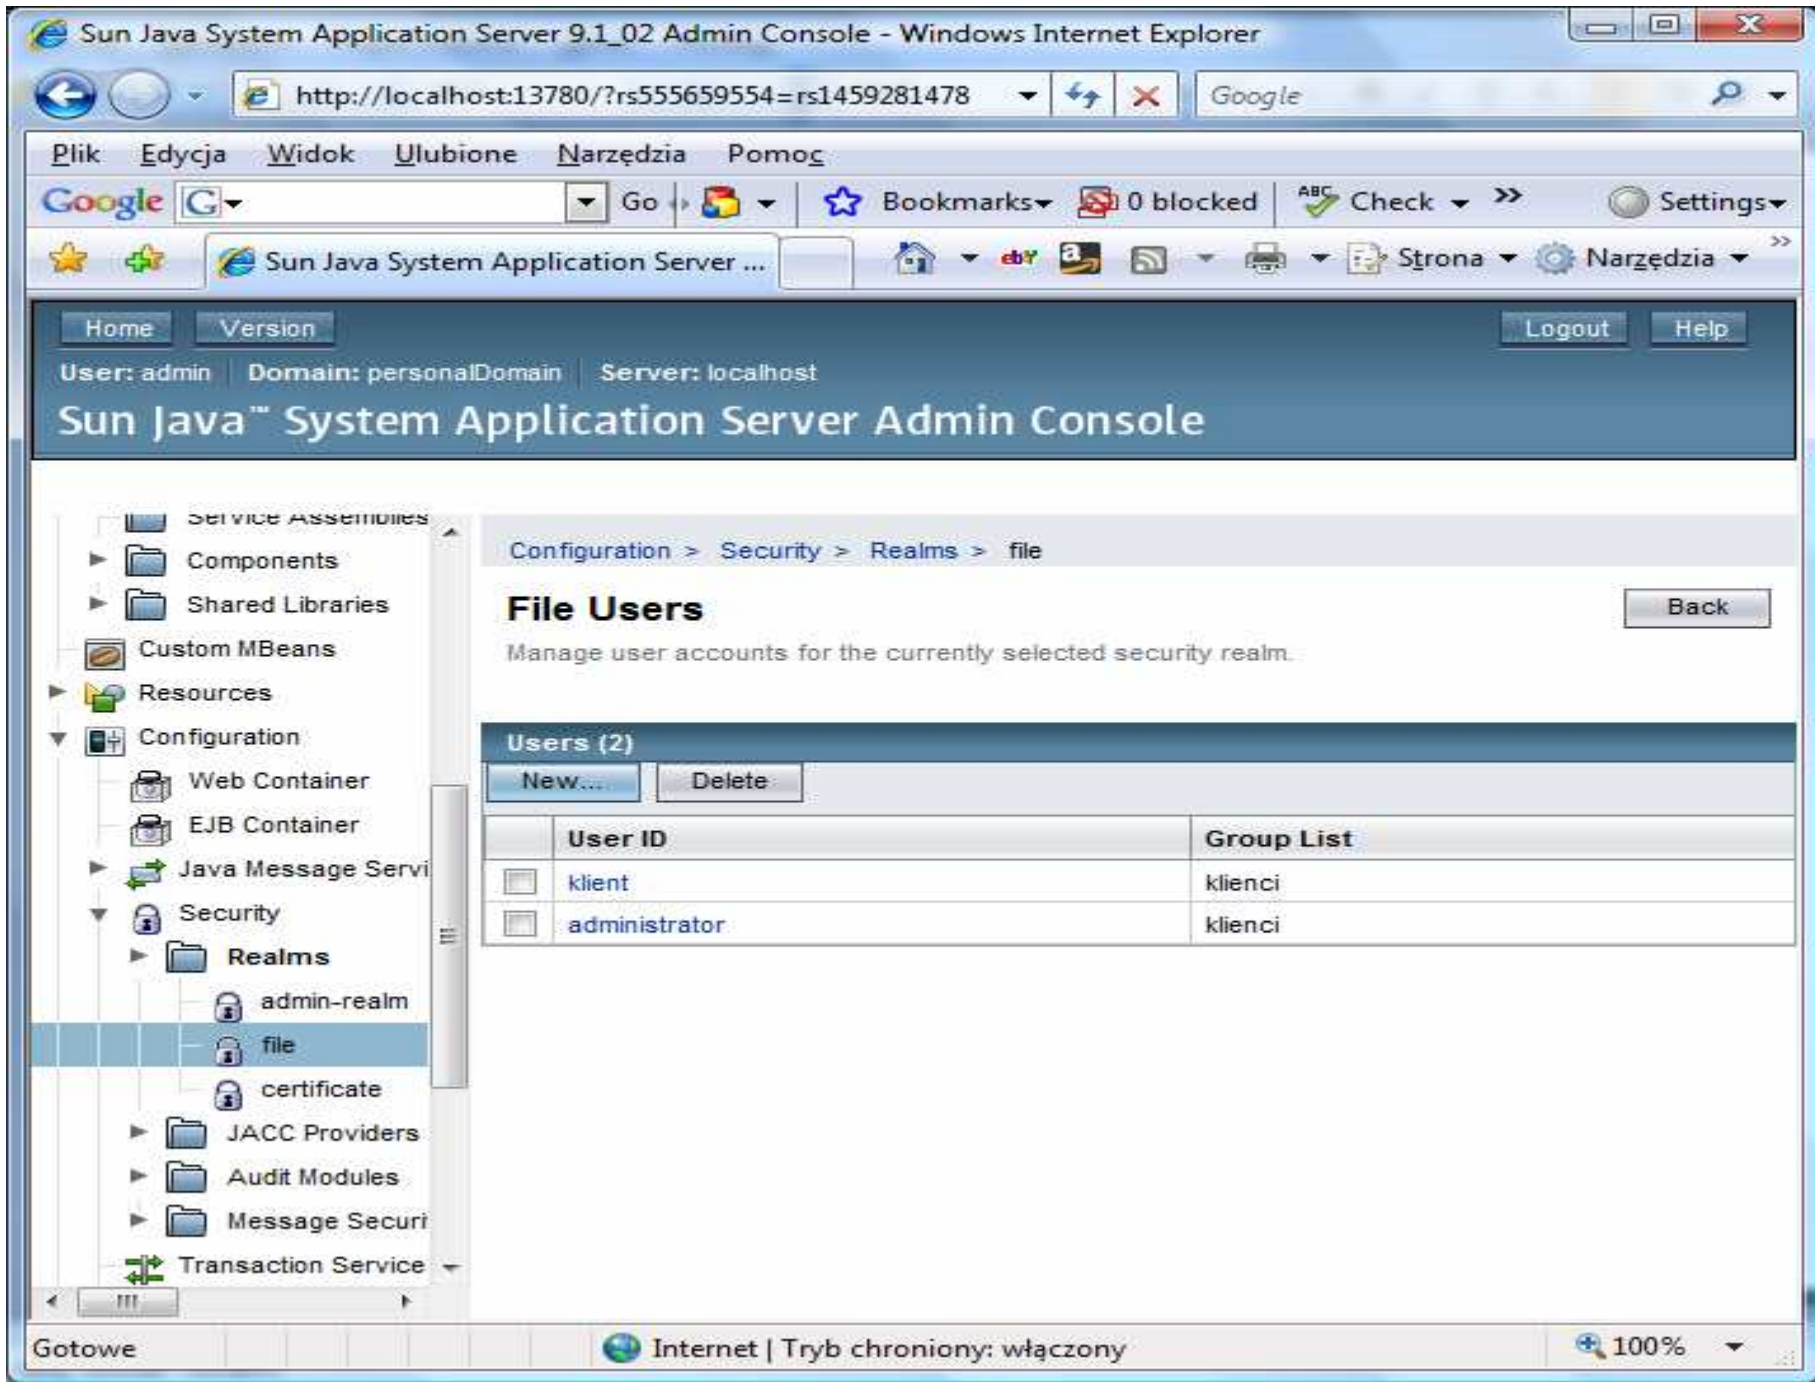 Sun Java System Application Server 9.1_02 Admin Console - Windows Internet Explorer
http://localhost:13780/?rs555659554=rs1459281478 Google
Plik Edycja Widok Ulubione Narzędzia Pomoc
Google G Go Bookmarks 0 blocked ABC Check >> Settings
Sun Java System Application Server ... ebY a Strona Narzędzia >>
Home Version Logout Help
User: admin Domain: personalDomain Server: localhost
Sun Java™ System Application Server Admin Console
Service Assemblies
Components
Shared Libraries
Custom MBeans
Resources
Configuration
Web Container
EJB Container
Java Message Servi
Security
Realms
admin-realm
file
certificate
JACC Providers
Audit Modules
Message Securi
Transaction Service
Configuration > Security > Realms > file
File Users
Back
Manage user accounts for the currently selected security realm.
Users (2)
New... Delete
User ID Group List
klient klienci
administrator klienci
Gotowe Internet | Tryb chroniony: włączony 100%